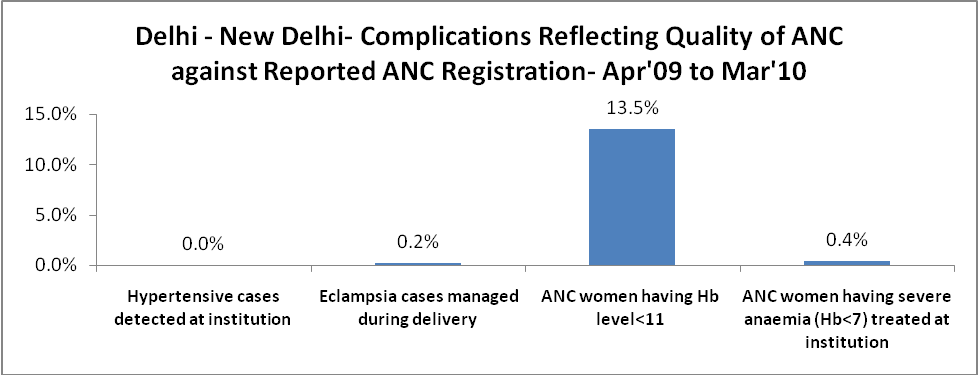 Delhi - New Delhi- Complications Reflecting Quality of ANC
against Reported ANC Registration- Apr'09 to Mar'10
15.0%
10.0%
5.0%
0.0%
0.0%
0.2%
13.5%
0.4%
Hypertensive cases
detected at institution
Eclampsia cases managed
during delivery
ANC women having Hb
level<11
ANC women having severe
anaemia (Hb<7) treated at
institution